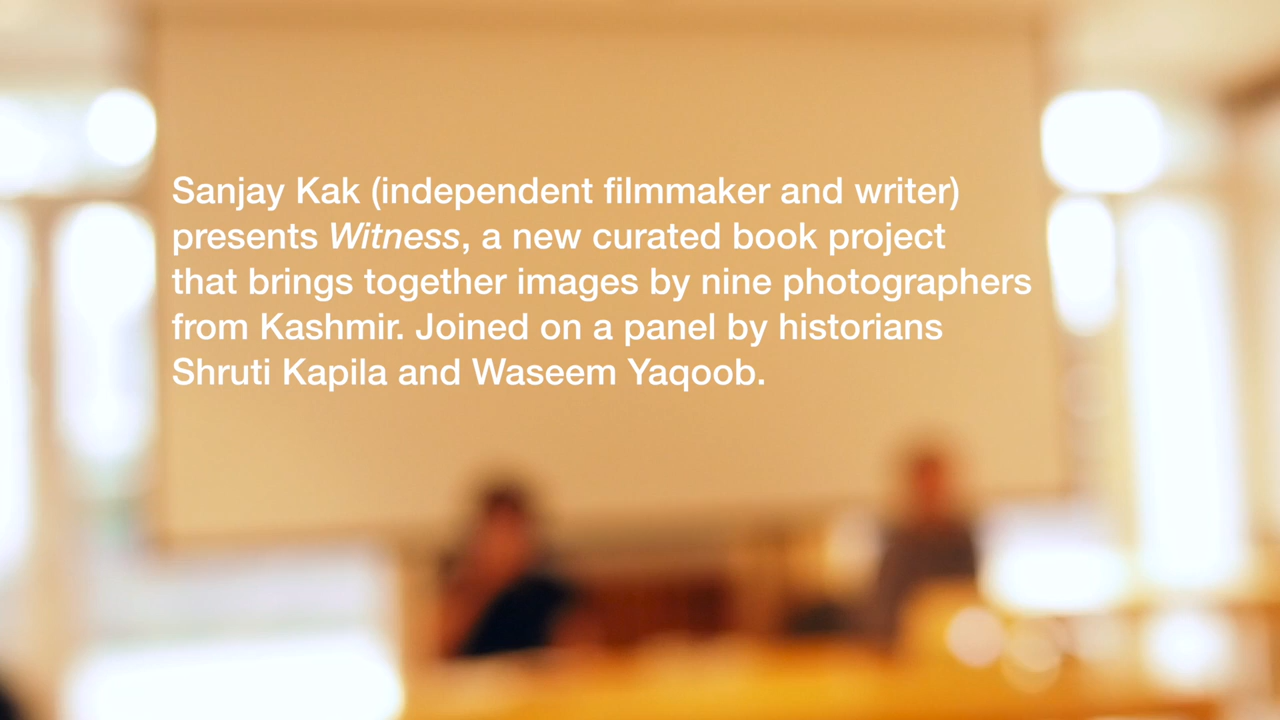 Sanjay Kak (independent filmmaker and writer)
presents Witness, a new curated book project
that brings together images by nine photographers
from Kashmir. Joined on a panel by historians
Shruti Kapila and Waseem Yaqoob.